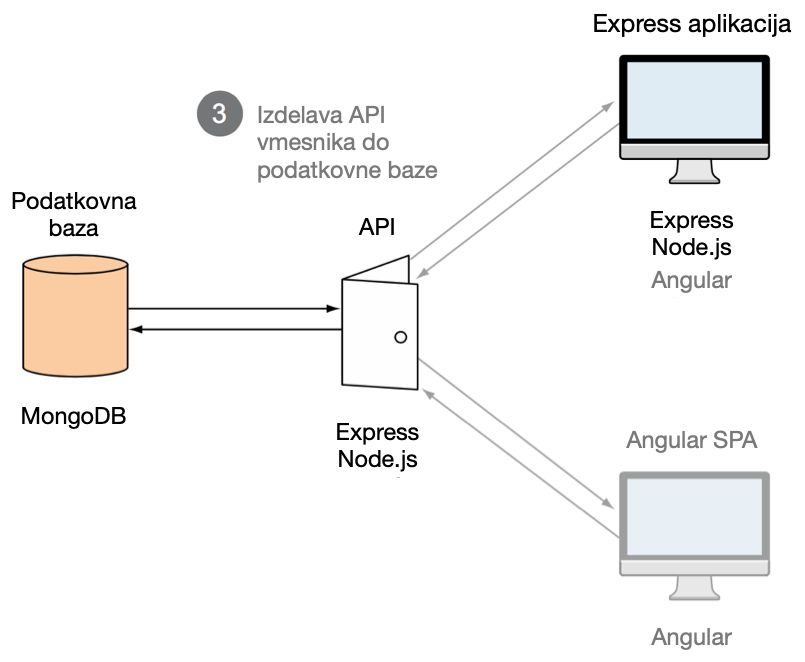 Express aplikacija
3
Izdelava API
vmesnika do
podatkovne baze
Podatkovna
baza
API
Express
Node.js
Angular
MongoDB
Express
Node.js
Angular SPA
Angular